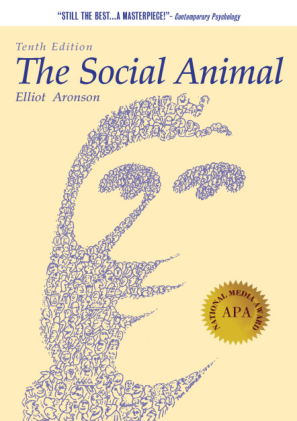 “STILL THE BEST...A MASTERPIECE!”- Contemporary Psychology
Tenth Edition
The Social Animal
Elliot Aronson
NATIONAL MEDIA AWARD
APA